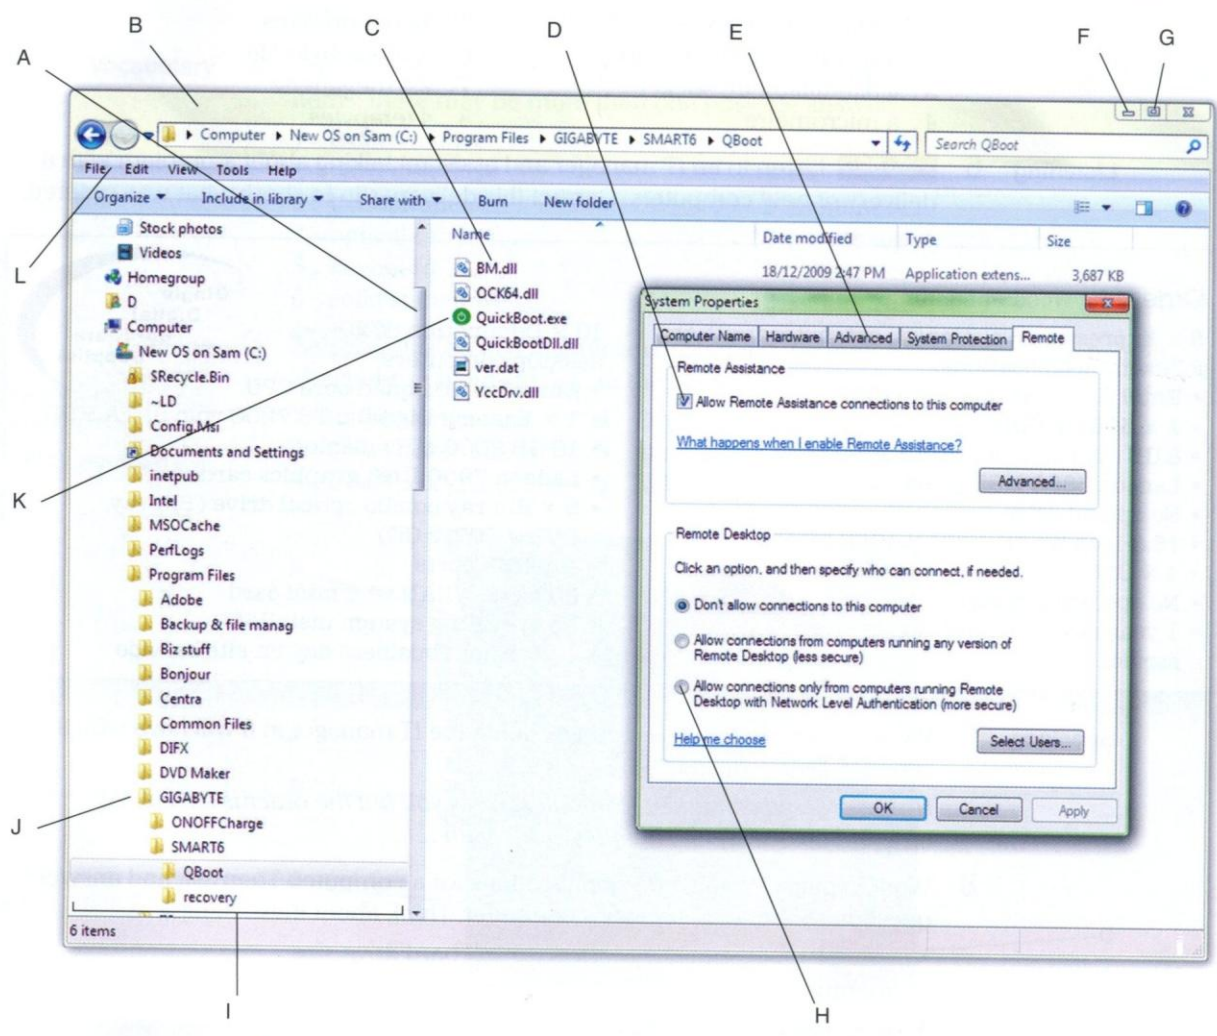 A
B
C
D
E
F
G
Computer ▸ New OS on Sam (C:) ▸ Program Files ▸ GIGABYTE ▸ SMART6 ▸ QBoot
Search QBoot
File Edit View Tools Help
Organize Include in library Share with Burn New folder
Stock photos
Videos
Homegroup
D
Computer
New OS on Sam (C:)
$Recycle.Bin
~LD
Config.Msi
Documents and Settings
inetpub
Intel
MSOCache
PerfLogs
Program Files
Adobe
Backup & file manag
Biz stuff
Bonjour
Centra
Common Files
DIFX
DVD Maker
GIGABYTE
ONOFFCharge
SMART6
QBoot
recovery
6 items
Name Date modified Type Size
BM.dll 18/12/2009 2:47 PM Application extens... 3,687 KB
OCK64.dll
QuickBoot.exe
QuickBootDll.dll
ver.dat
YccDrv.dll
System Properties
Computer Name Hardware Advanced System Protection Remote
Remote Assistance
Allow Remote Assistance connections to this computer
What happens when I enable Remote Assistance?
Advanced...
Remote Desktop
Click an option, and then specify who can connect, if needed.
Don't allow connections to this computer
Allow connections from computers running any version of
Remote Desktop (less secure)
Allow connections only from computers running Remote
Desktop with Network Level Authentication (more secure)
Help me choose
Select Users...
OK Cancel Apply
L
K
J
I
H